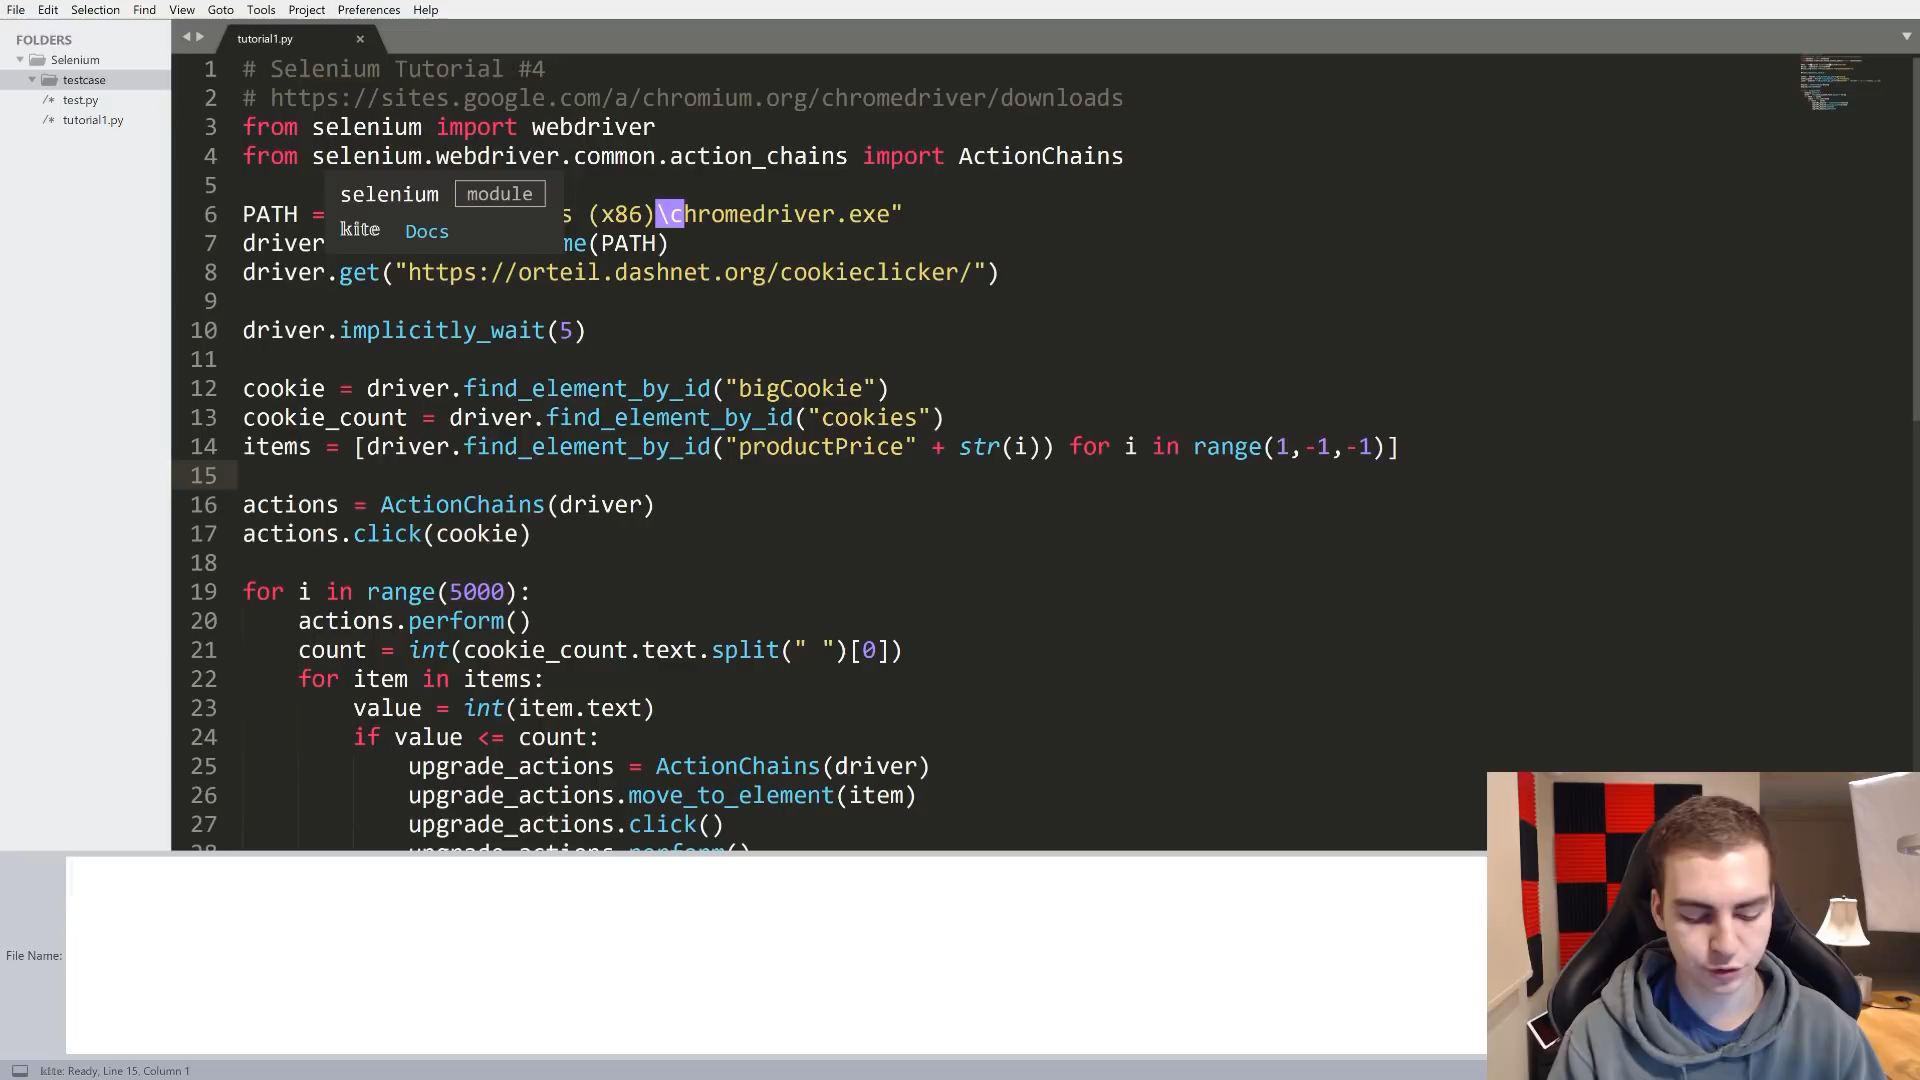 File Edit Selection Find View Goto Tools Project Preferences Help
FOLDERS
Selenium
testcase
/* test.py
/* tutorial1.py
tutorial1.py ×
1 # Selenium Tutorial #4
2 # https://sites.google.com/a/chromium.org/chromedriver/downloads
3 from selenium import webdriver
4 from selenium.webdriver.common.action_chains import ActionChains
5
selenium module
kite Docs
6 PATH = s (x86)\chromedriver.exe"
7 driver me(PATH)
8 driver.get("https://orteil.dashnet.org/cookieclicker/")
9
10 driver.implicitly_wait(5)
11
12 cookie = driver.find_element_by_id("bigCookie")
13 cookie_count = driver.find_element_by_id("cookies")
14 items = [driver.find_element_by_id("productPrice" + str(i)) for i in range(1,-1,-1)]
15
16 actions = ActionChains(driver)
17 actions.click(cookie)
18
19 for i in range(5000):
20 actions.perform()
21 count = int(cookie_count.text.split(" ")[0])
22 for item in items:
23 value = int(item.text)
24 if value <= count:
25 upgrade_actions = ActionChains(driver)
26 upgrade_actions.move_to_element(item)
27 upgrade_actions.click()
28 upgrade_actions.perform()
File Name:
kite: Ready, Line 15, Column 1